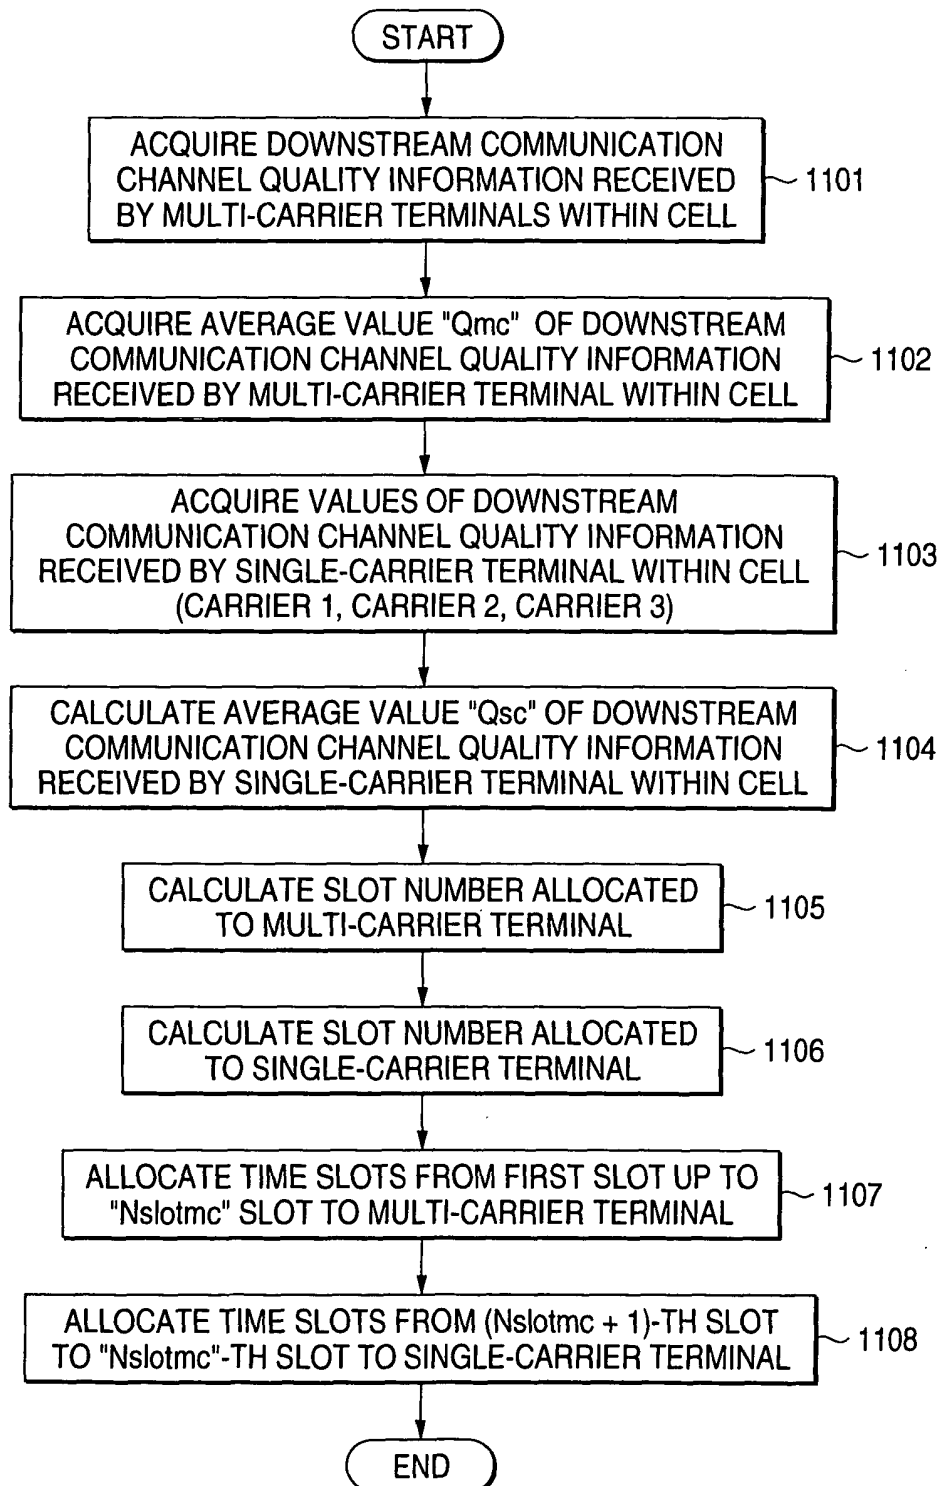 START
ACQUIRE DOWNSTREAM COMMUNICATION
CHANNEL QUALITY INFORMATION RECEIVED
BY MULTI-CARRIER TERMINALS WITHIN CELL
1101
ACQUIRE AVERAGE VALUE "Qmc" OF DOWNSTREAM
COMMUNICATION CHANNEL QUALITY INFORMATION
RECEIVED BY MULTI-CARRIER TERMINAL WITHIN CELL
1102
ACQUIRE VALUES OF DOWNSTREAM
COMMUNICATION CHANNEL QUALITY INFORMATION
RECEIVED BY SINGLE-CARRIER TERMINAL WITHIN CELL
(CARRIER 1, CARRIER 2, CARRIER 3)
1103
CALCULATE AVERAGE VALUE "Qsc" OF DOWNSTREAM
COMMUNICATION CHANNEL QUALITY INFORMATION
RECEIVED BY SINGLE-CARRIER TERMINAL WITHIN CELL
1104
CALCULATE SLOT NUMBER ALLOCATED
TO MULTI-CARRIER TERMINAL
1105
CALCULATE SLOT NUMBER ALLOCATED
TO SINGLE-CARRIER TERMINAL
1106
ALLOCATE TIME SLOTS FROM FIRST SLOT UP TO
"Nslotmc" SLOT TO MULTI-CARRIER TERMINAL
1107
ALLOCATE TIME SLOTS FROM (Nslotmc + 1)-TH SLOT
TO "Nslotmc"-TH SLOT TO SINGLE-CARRIER TERMINAL
1108
END